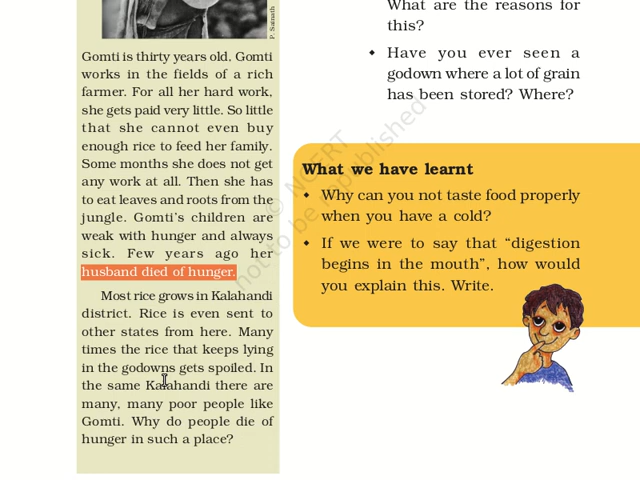 P. Sainath
Gomti is thirty years old. Gomti
works in the fields of a rich
farmer. For all her hard work,
she gets paid very little. So little
that she cannot even buy
enough rice to feed her family.
Some months she does not get
any work at all. Then she has
to eat leaves and roots from the
jungle. Gomti's children are
weak with hunger and always
sick. Few years ago her
husband died of hunger.
Most rice grows in Kalahandi
district. Rice is even sent to
other states from here. Many
times the rice that keeps lying
in the godowns gets spoiled. In
the same Kalahandi there are
many, many poor people like
Gomti. Why do people die of
hunger in such a place?
What are the reasons for
this?
◆ Have you ever seen a
godown where a lot of grain
has been stored? Where?
What we have learnt
◆ Why can you not taste food properly
when you have a cold?
◆ If we were to say that “digestion
begins in the mouth”, how would
you explain this. Write.
© NCERT
not to be republished